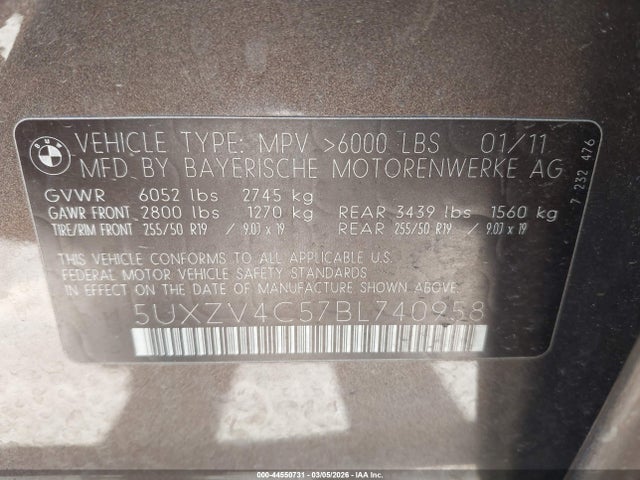 BMW
VEHICLE TYPE: MPV >6000 LBS 01/11
MFD BY BAYERISCHE MOTORENWERKE AG
GVWR 6052 lbs 2745 kg
GAWR FRONT 2800 lbs 1270 kg REAR 3439 lbs 1560 kg
TIRE/RIM FRONT 255/50 R19 / 9.0J x 19 REAR 255/50 R19 / 9.0J x 19
THIS VEHICLE CONFORMS TO ALL APPLICABLE U.S.
FEDERAL MOTOR VEHICLE SAFETY STANDARDS IN
EFFECT ON THE DATE OF MANUFACTURE SHOWN ABOVE.
5UXZV4C57BL740958
7 232 476
000-44550731 - 03/05/2026 - IAA Inc.